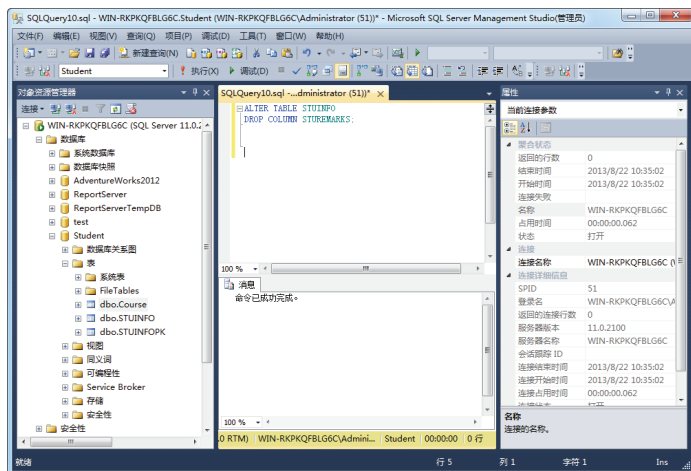 SQLQuery10.sql - WIN-RKPKQFBLG6C.Student (WIN-RKPKQFBLG6C\Administrator (51))* - Microsoft SQL Server Management Studio(管理员)
文件(F) 编辑(E) 视图(V) 查询(Q) 项目(P) 调试(D) 工具(T) 窗口(W) 帮助(H)
新建查询(N)
Student 执行(X) 调试(D)
对象资源管理器
连接
WIN-RKPKQFBLG6C (SQL Server 11.0.2
数据库
系统数据库
数据库快照
AdventureWorks2012
ReportServer
ReportServerTempDB
test
Student
数据库关系图
表
系统表
FileTables
dbo.Course
dbo.STUINFO
dbo.STUINFOPK
视图
同义词
可编程性
Service Broker
存储
安全性
安全性
SQLQuery10.sql -...dministrator (51))*
ALTER TABLE STUINFO
DROP COLUMN STUREMARKS;
100 %
消息
命令已成功完成。
100 %
.0 RTM) WIN-RKPKQFBLG6C\Admini... Student 00:00:00 0 行
属性
当前连接参数
聚合状态
返回的行数 0
结束时间 2013/8/22 10:35:02
开始时间 2013/8/22 10:35:02
连接失败
名称 WIN-RKPKQFBLG6C
占用时间 00:00:00.062
状态 打开
连接
连接名称 WIN-RKPKQFBLG6C (\
连接详细信息
SPID 51
登录名 WIN-RKPKQFBLG6C\A
返回的连接行数 0
服务器版本 11.0.2100
服务器名称 WIN-RKPKQFBLG6C
会话跟踪 ID
连接结束时间 2013/8/22 10:35:02
连接开始时间 2013/8/22 10:35:02
连接占用时间 00:00:00.062
连接状态 打开
名称
连接的名称。
就绪 行 5 列 1 字符 1 Ins